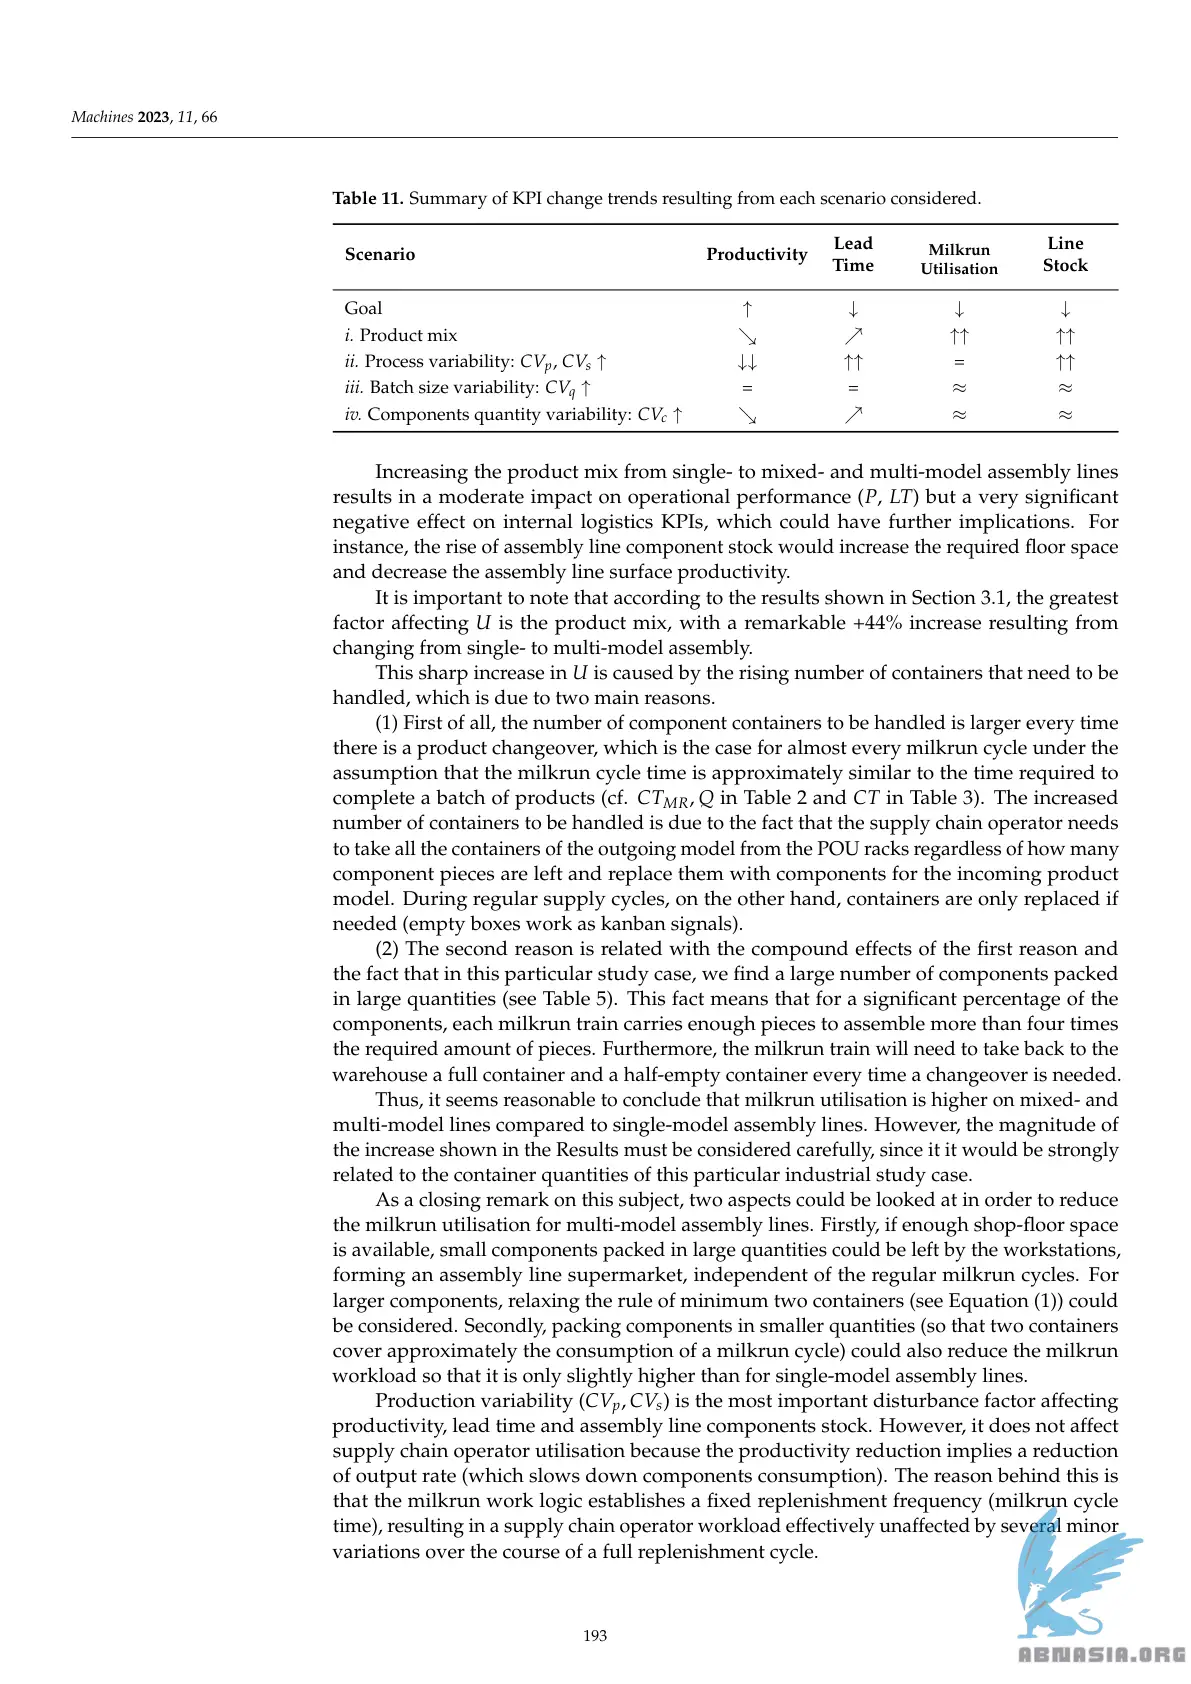 Machines 2023, 11, 66
Table 11. Summary of KPI change trends resulting from each scenario considered.
Scenario Productivity Lead Time Milkrun Utilisation Line Stock
Goal ↑ ↓ ↓ ↓
i. Product mix ↘ ↗ ↑↑ ↑↑
ii. Process variability: CVp, CVs ↑ ↓↓ ↑↑ = ↑↑
iii. Batch size variability: CVq ↑ = = ≈ ≈
iv. Components quantity variability: CVc ↑ ↘ ↗ ≈ ≈
Increasing the product mix from single- to mixed- and multi-model assembly lines
results in a moderate impact on operational performance (P, LT) but a very significant
negative effect on internal logistics KPIs, which could have further implications. For
instance, the rise of assembly line component stock would increase the required floor space
and decrease the assembly line surface productivity.
It is important to note that according to the results shown in Section 3.1, the greatest
factor affecting U is the product mix, with a remarkable +44% increase resulting from
changing from single- to multi-model assembly.
This sharp increase in U is caused by the rising number of containers that need to be
handled, which is due to two main reasons.
(1) First of all, the number of component containers to be handled is larger every time
there is a product changeover, which is the case for almost every milkrun cycle under the
assumption that the milkrun cycle time is approximately similar to the time required to
complete a batch of products (cf. CTMR, Q in Table 2 and CT in Table 3). The increased
number of containers to be handled is due to the fact that the supply chain operator needs
to take all the containers of the outgoing model from the POU racks regardless of how many
component pieces are left and replace them with components for the incoming product
model. During regular supply cycles, on the other hand, containers are only replaced if
needed (empty boxes work as kanban signals).
(2) The second reason is related with the compound effects of the first reason and
the fact that in this particular study case, we find a large number of components packed
in large quantities (see Table 5). This fact means that for a significant percentage of the
components, each milkrun train carries enough pieces to assemble more than four times
the required amount of pieces. Furthermore, the milkrun train will need to take back to the
warehouse a full container and a half-empty container every time a changeover is needed.
Thus, it seems reasonable to conclude that milkrun utilisation is higher on mixed- and
multi-model lines compared to single-model assembly lines. However, the magnitude of
the increase shown in the Results must be considered carefully, since it it would be strongly
related to the container quantities of this particular industrial study case.
As a closing remark on this subject, two aspects could be looked at in order to reduce
the milkrun utilisation for multi-model assembly lines. Firstly, if enough shop-floor space
is available, small components packed in large quantities could be left by the workstations,
forming an assembly line supermarket, independent of the regular milkrun cycles. For
larger components, relaxing the rule of minimum two containers (see Equation (1)) could
be considered. Secondly, packing components in smaller quantities (so that two containers
cover approximately the consumption of a milkrun cycle) could also reduce the milkrun
workload so that it is only slightly higher than for single-model assembly lines.
Production variability (CVp, CVs) is the most important disturbance factor affecting
productivity, lead time and assembly line components stock. However, it does not affect
supply chain operator utilisation because the productivity reduction implies a reduction
of output rate (which slows down components consumption). The reason behind this is
that the milkrun work logic establishes a fixed replenishment frequency (milkrun cycle
time), resulting in a supply chain operator workload effectively unaffected by several minor
variations over the course of a full replenishment cycle.
193
ABNASIA.ORG